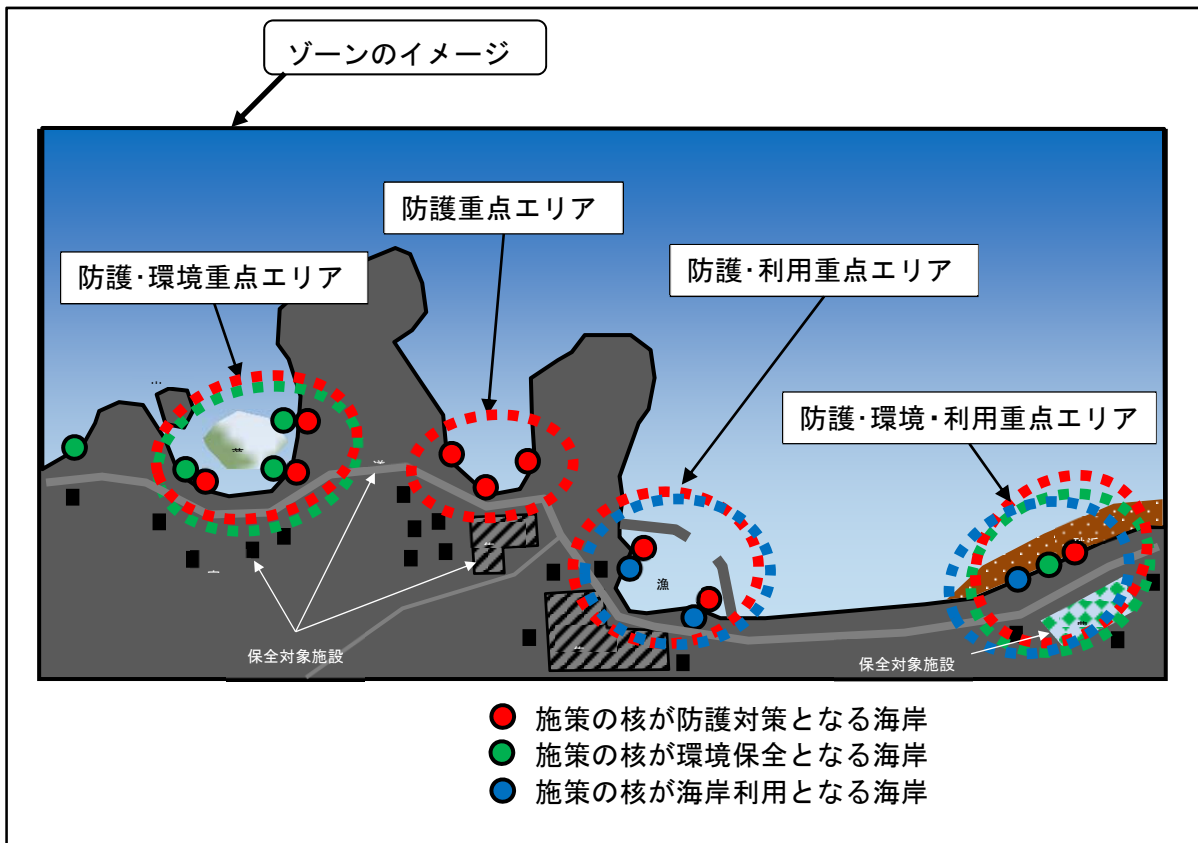 ゾーンのイメージ
防護重点エリア
防護・環境重点エリア
防護・利用重点エリア
防護・環境・利用重点エリア
漁
保全対象施設
保全対象施設
施策の核が防護対策となる海岸
施策の核が環境保全となる海岸
施策の核が海岸利用となる海岸